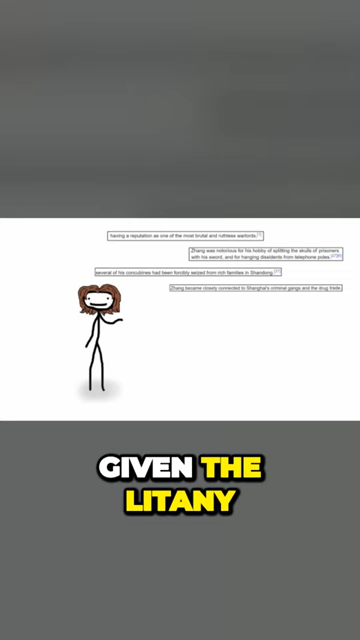 having a reputation as one of the most brutal and ruthless warlords.
Zhang was notorious for his hobby of splitting the skulls of prisoners
with his sword, and for hanging dissidents from telephone poles.
several of his concubines had been forcibly seized from rich families in Shandong.
Zhang became closely connected to Shanghai's criminal gangs and the drug trade.
GIVEN THE
LITANY